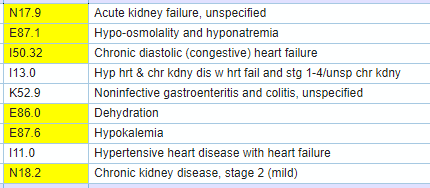 N17.9 Acute kidney failure, unspecified
E87.1 Hypo-osmolality and hyponatremia
I50.32 Chronic diastolic (congestive) heart failure
I13.0 Hyp hrt & chr kdny dis w hrt fail and stg 1-4/unsp chr kdny
K52.9 Noninfective gastroenteritis and colitis, unspecified
E86.0 Dehydration
E87.6 Hypokalemia
I11.0 Hypertensive heart disease with heart failure
N18.2 Chronic kidney disease, stage 2 (mild)